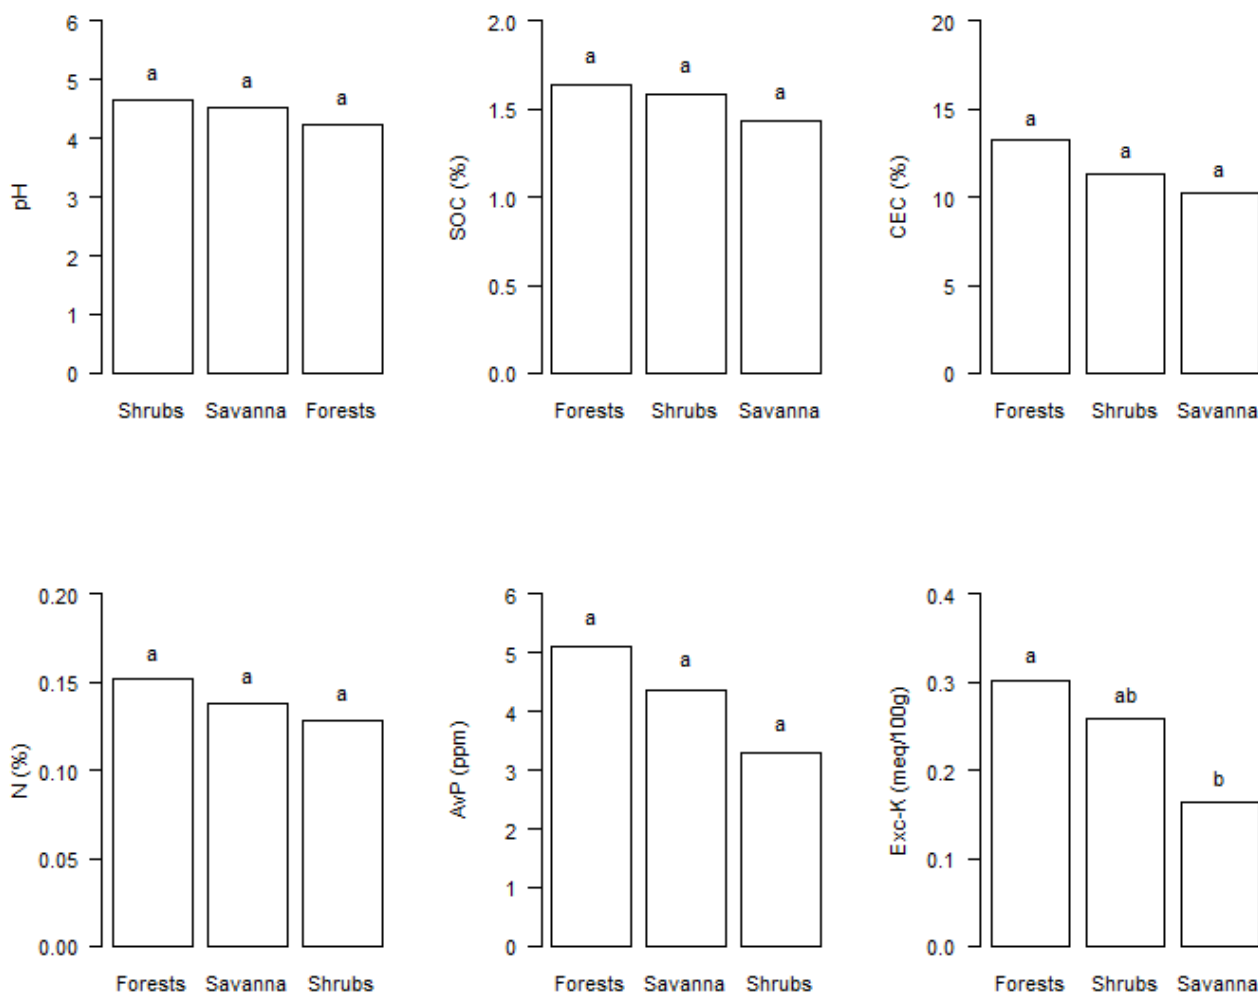 6
5
4
3
2
1
0
pH
a
a
a
Shrubs Savanna Forests
2.0
1.5
1.0
0.5
0.0
SOC (%)
a
a
a
Forests Shrubs Savanna
20
15
10
5
0
CEC (%)
a
a
a
Forests Shrubs Savanna
0.20
0.15
0.10
0.05
0.00
N (%)
a
a
a
Forests Savanna Shrubs
6
5
4
3
2
1
0
AvP (ppm)
a
a
a
Forests Savanna Shrubs
0.4
0.3
0.2
0.1
0.0
Exc-K (meq/100g)
a
ab
b
Forests Shrubs Savanna